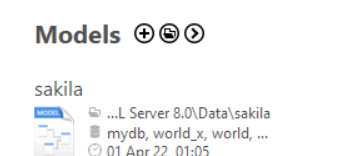 Models
sakila
MODEL
...L Server 8.0\Data\sakila
mydb, world_x, world, ...
01 Apr 22, 01:05